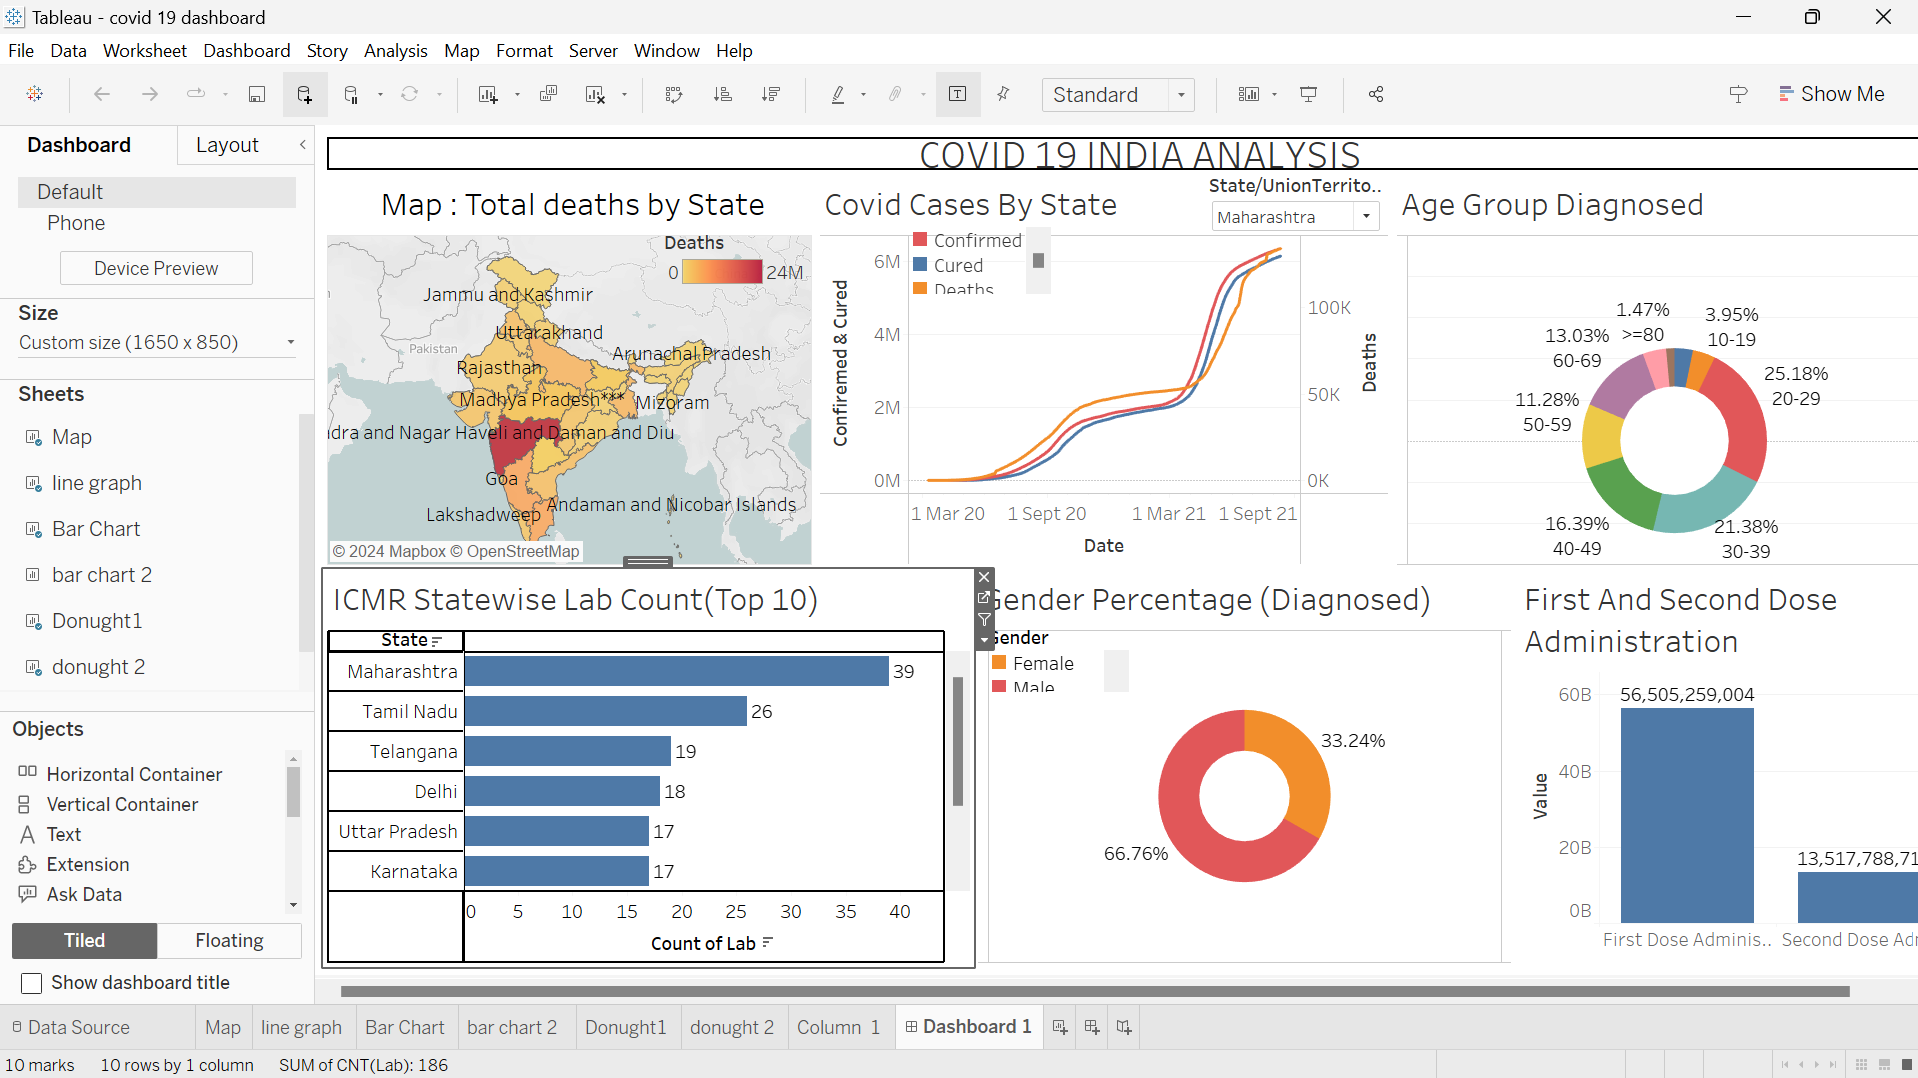 Tableau - covid 19 dashboard
File Data Worksheet Dashboard Story Analysis Map Format Server Window Help
Standard
Show Me
Dashboard
Layout
Default
Phone
Device Preview
Size
Custom size (1650 x 850)
Sheets
Map
line graph
Bar Chart
bar chart 2
Donught1
donught 2
Objects
Horizontal Container
Vertical Container
Text
Extension
Ask Data
Tiled
Floating
Show dashboard title
COVID 19 INDIA ANALYSIS
Map : Total deaths by State
Deaths
0
24M
Jammu and Kashmir
Uttarakhand
Pakistan
Arunachal Pradesh
Rajasthan
Madhya Pradesh***
Mizoram
dra and Nagar Haveli and Daman and Diu
Goa
Andaman and Nicobar Islands
Lakshadweep
© 2024 Mapbox © OpenStreetMap
Covid Cases By State
State/UnionTerrito..
Maharashtra
Confirmed
Cured
Deaths
Confiremed & Cured
6M
4M
2M
0M
100K
50K
0K
Deaths
1 Mar 20
1 Sept 20
1 Mar 21
1 Sept 21
Date
Age Group Diagnosed
1.47%
>=80
3.95%
10-19
13.03%
60-69
25.18%
20-29
11.28%
50-59
16.39%
40-49
21.38%
30-39
ICMR Statewise Lab Count(Top 10)
State
Maharashtra 39
Tamil Nadu 26
Telangana 19
Delhi 18
Uttar Pradesh 17
Karnataka 17
0 5 10 15 20 25 30 35 40
Count of Lab
Gender Percentage (Diagnosed)
Gender
Female
Male
33.24%
66.76%
First And Second Dose
Administration
Value
60B
40B
20B
0B
56,505,259,004
13,517,788,71
First Dose Adminis..
Second Dose Adr
Data Source
Map
line graph
Bar Chart
bar chart 2
Donught1
donught 2
Column 1
Dashboard 1
10 marks
10 rows by 1 column
SUM of CNT(Lab): 186